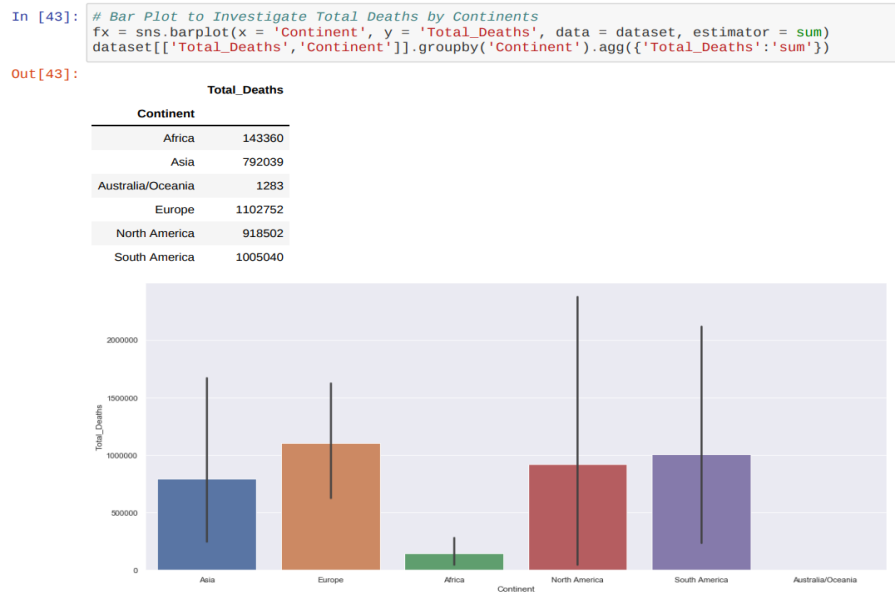 In [43]: # Bar Plot to Investigate Total Deaths by Continents
fx = sns.barplot(x = 'Continent', y = 'Total_Deaths', data = dataset, estimator = sum)
dataset[['Total_Deaths','Continent']].groupby('Continent').agg({'Total_Deaths':'sum'})
Out[43]:
Total_Deaths
Continent
Africa 143360
Asia 792039
Australia/Oceania 1283
Europe 1102752
North America 918502
South America 1005040
2000000
1500000
1000000
500000
0
Total_Deaths
Asia Europe Africa North America South America Australia/Oceania
Continent